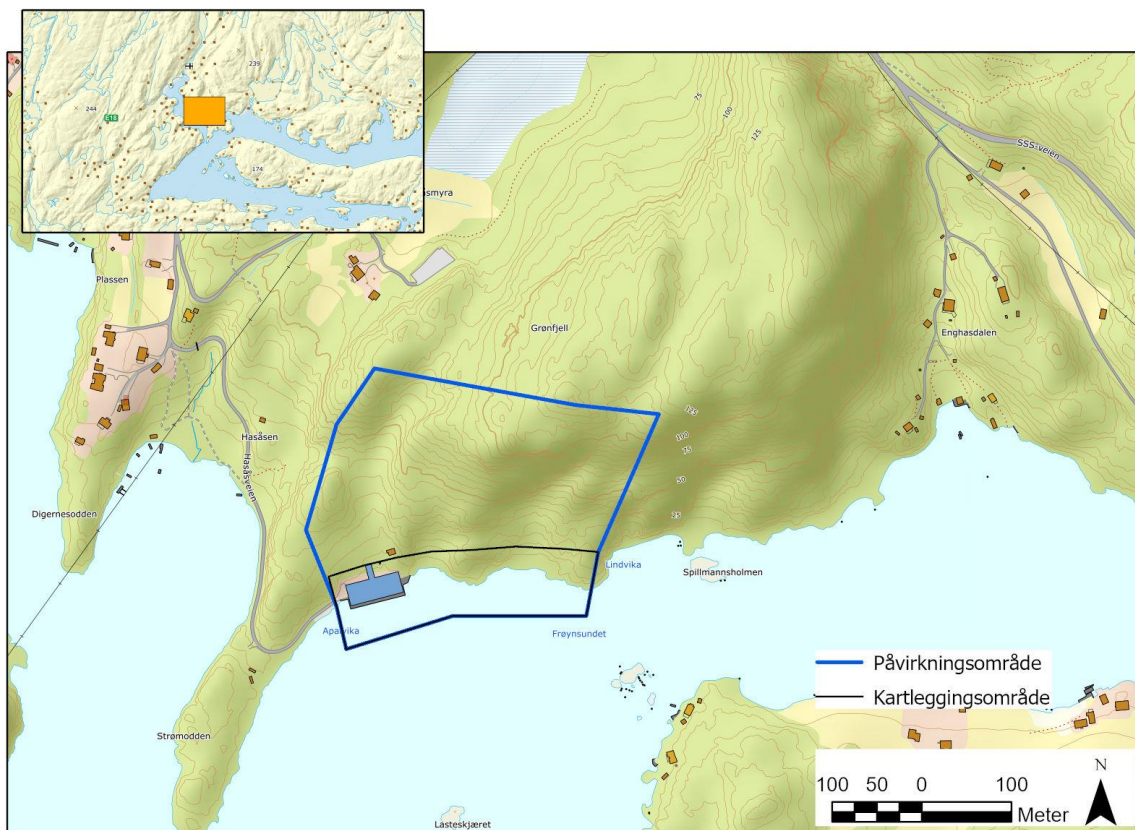 239
244
E18
174
75
100
125
SSS-veien
smyra
Plassen
Grønfjell
Enghasdalen
125
100
75
50
25
Hasåsen
Hasåsveien
Digernesodden
Lindvika
Spillmannsholmen
Frøynsundet
Påvirkningsområde
Kartleggingsområde
Strømodden
Lasteskjæret
N
100 50 0 100
Meter